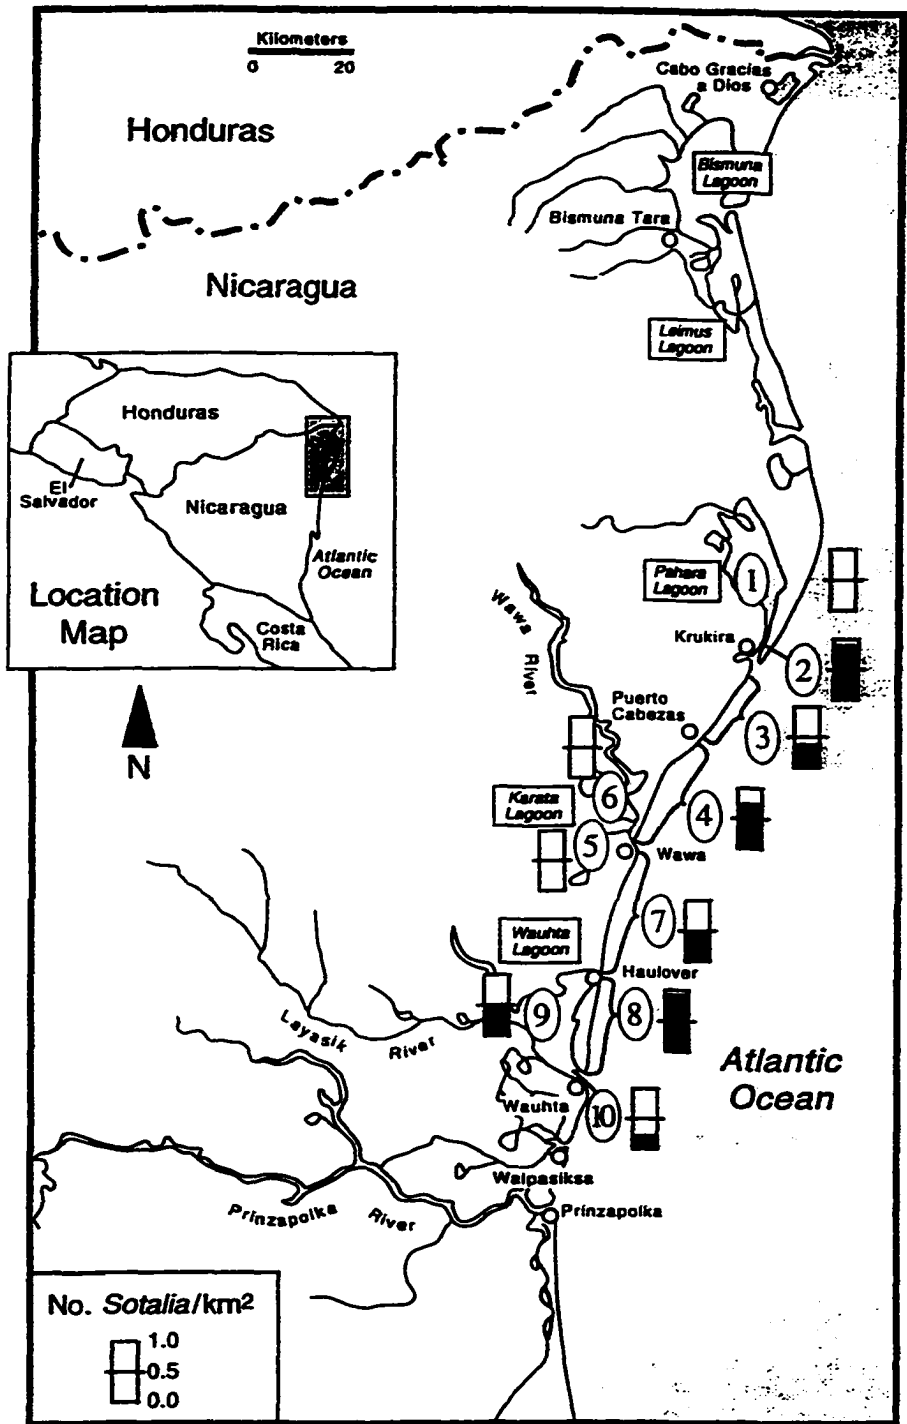 Kilometers
0 20
Cabo Gracias
a Dios
Honduras
Bismuna
Lagoon
Bismuna Tara
Nicaragua
Leimus
Lagoon
Honduras
El
Salvador
Nicaragua
Atlantic
Ocean
Location
Map
Costa
Rica
N
Pahara
Lagoon
1
Krukira
2
Wawa
River
Puerto
Cabezas
3
6
Karata
Lagoon
4
5
Wawa
7
Wauhta
Lagoon
Haulover
8
9
Layasik
River
Atlantic
Ocean
Wauhta
10
Walpasiksa
Prinzapolka
River
Prinzapolka
No. Sotalia/km²
1.0
0.5
0.0